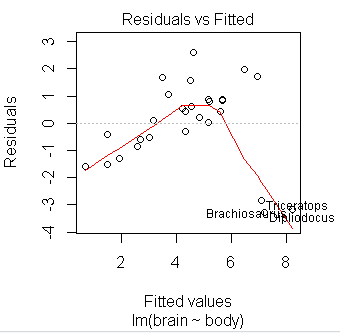 Residuals vs Fitted
Residuals
3
2
1
0
-1
-2
-3
-4
Triceratops
Brachiosaurus
Dipliodocus
2
4
6
8
Fitted values
lm(brain ~ body)